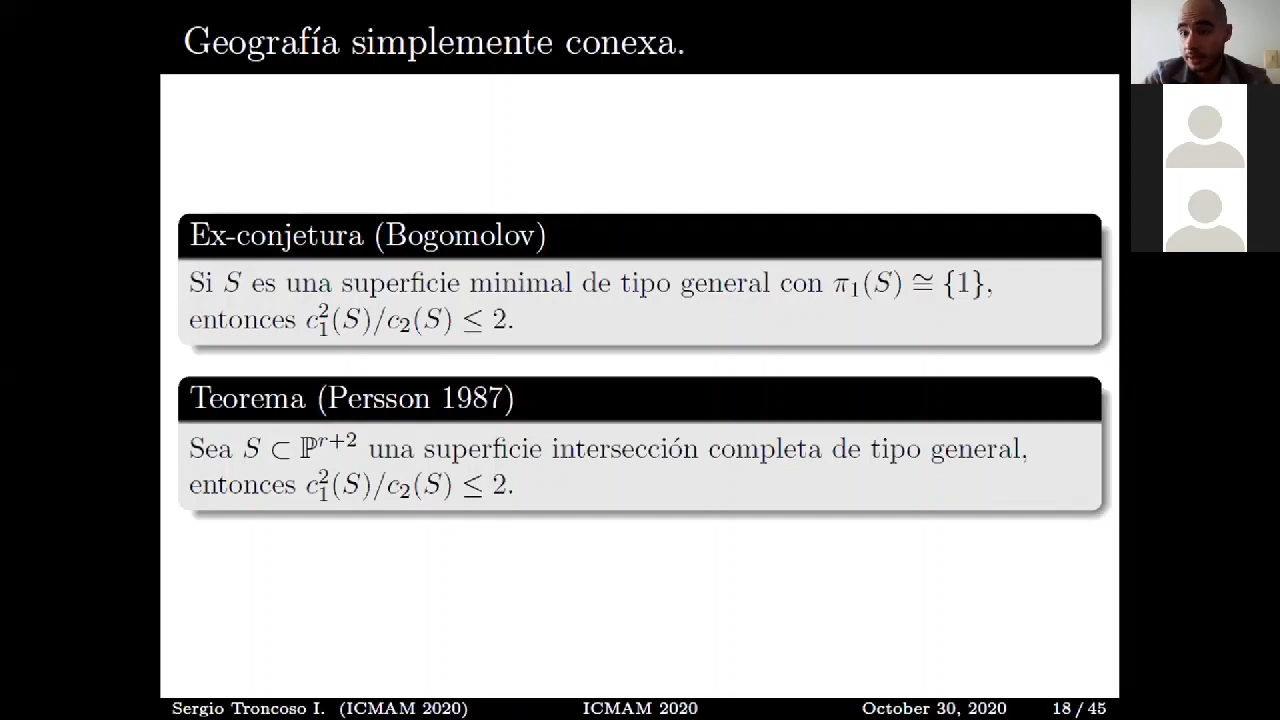 Geografía simplemente conexa.
Ex-conjetura (Bogomolov)
Si S es una superficie minimal de tipo general con π₁(S) ≅ {1},
entonces c₁²(S)/c₂(S) ≤ 2.
Teorema (Persson 1987)
Sea S ⊂ ℙʳ⁺² una superficie intersección completa de tipo general,
entonces c₁²(S)/c₂(S) ≤ 2.
Sergio Troncoso I. (ICMAM 2020) ICMAM 2020 October 30, 2020 18 / 45